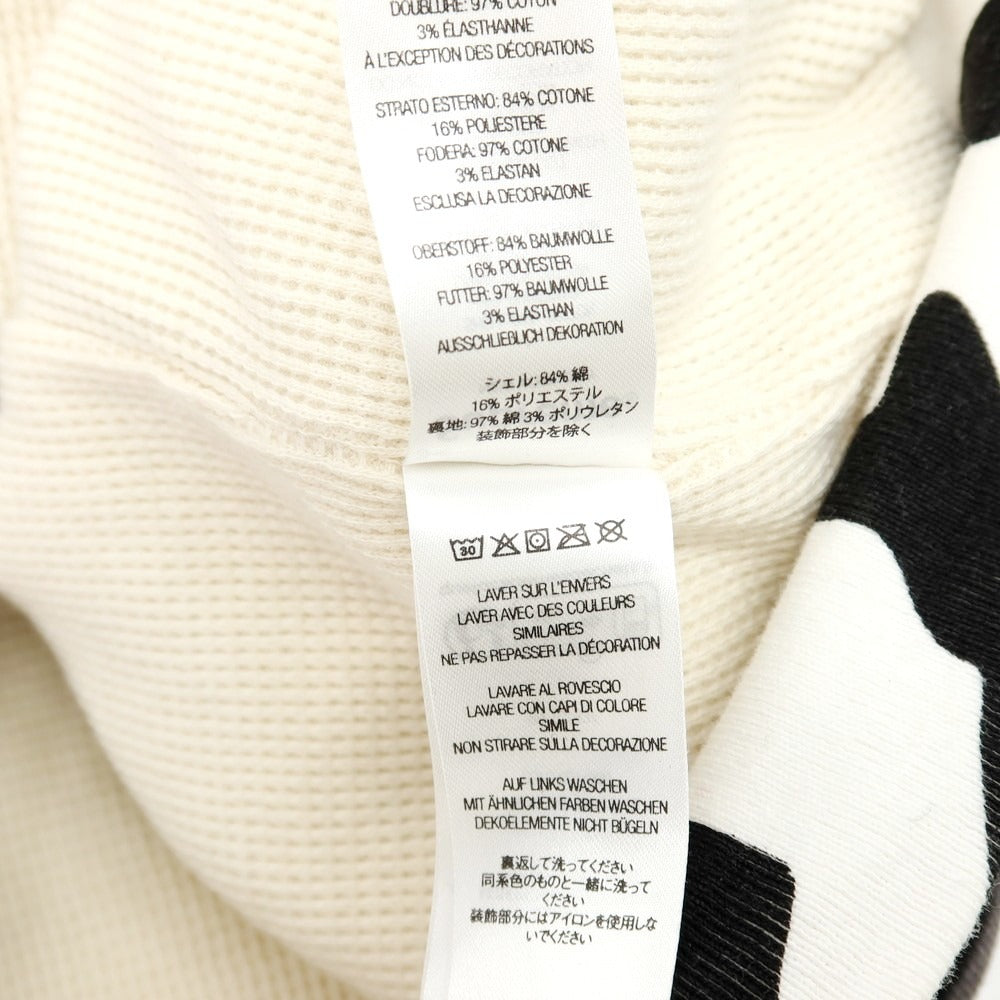 DOUBLURE: 97% COTON
3% ÉLASTHANNE
À L'EXCEPTION DES DÉCORATIONS
STRATO ESTERNO: 84% COTONE
16% POLIESTERE
FODERA: 97% COTONE
3% ELASTAN
ESCLUSA LA DECORAZIONE
OBERSTOFF: 84% BAUMWOLLE
16% POLYESTER
FUTTER: 97% BAUMWOLLE
3% ELASTHAN
AUSSCHLIEßLICH DEKORATION
シェル: 84% 綿
16% ポリエステル
裏地: 97% 綿 3% ポリウレタン
装飾部分を除く
30
LAVER SUR L'ENVERS
LAVER AVEC DES COULEURS
SIMILAIRES
NE PAS REPASSER LA DÉCORATION
LAVARE AL ROVESCIO
LAVARE CON CAPI DI COLORE
SIMILE
NON STIRARE SULLA DECORAZIONE
AUF LINKS WASCHEN
MIT ÄHNLICHEN FARBEN WASCHEN
DEKOELEMENTE NICHT BÜGELN
裏返して洗ってください
同系色のものと一緒に洗って
ください
装飾部分にはアイロンを使用しな
いでください